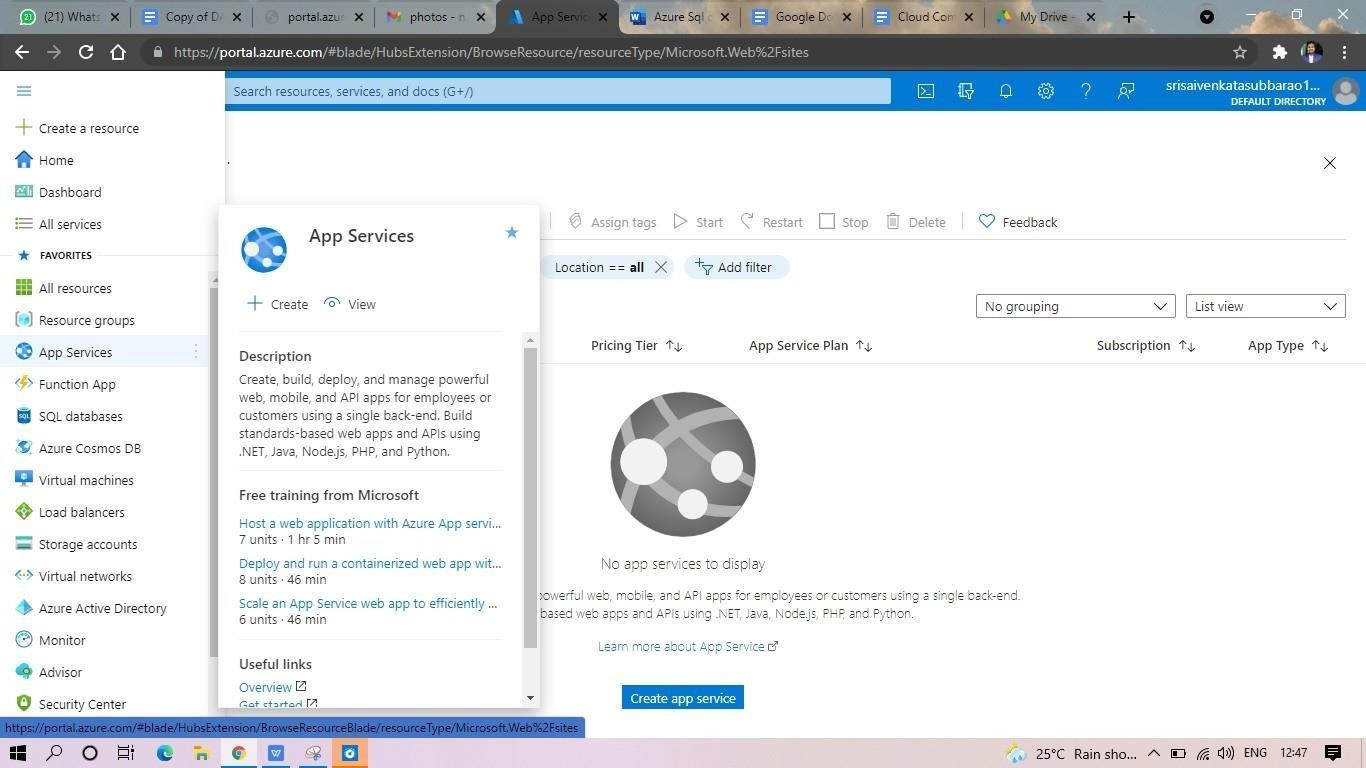 (21) Whats
Copy of DA
portal.azur
photos - n
App Servic
Azure Sql d
Google Do
Cloud Com
My Drive -
https://portal.azure.com/#blade/HubsExtension/BrowseResource/resourceType/Microsoft.Web%2Fsites
Search resources, services, and docs (G+/)
srisaivenkatasubbarao1...
DEFAULT DIRECTORY
Create a resource
Home
Dashboard
All services
FAVORITES
All resources
Resource groups
App Services
Function App
SQL databases
Azure Cosmos DB
Virtual machines
Load balancers
Storage accounts
Virtual networks
Azure Active Directory
Monitor
Advisor
Security Center
App Services
Create
View
Description
Create, build, deploy, and manage powerful
web, mobile, and API apps for employees or
customers using a single back-end. Build
standards-based web apps and APIs using
.NET, Java, Node.js, PHP, and Python.
Free training from Microsoft
Host a web application with Azure App servi...
7 units · 1 hr 5 min
Deploy and run a containerized web app wit...
8 units · 46 min
Scale an App Service web app to efficiently ...
6 units · 46 min
Useful links
Overview
Get started
Assign tags
Start
Restart
Stop
Delete
Feedback
Location == all
Add filter
No grouping
List view
Pricing Tier
App Service Plan
Subscription
App Type
No app services to display
powerful web, mobile, and API apps for employees or customers using a single back-end.
based web apps and APIs using .NET, Java, Node.js, PHP, and Python.
Learn more about App Service
Create app service
https://portal.azure.com/#blade/HubsExtension/BrowseResourceBlade/resourceType/Microsoft.Web%2Fsites
25°C Rain sho...
ENG
12:47